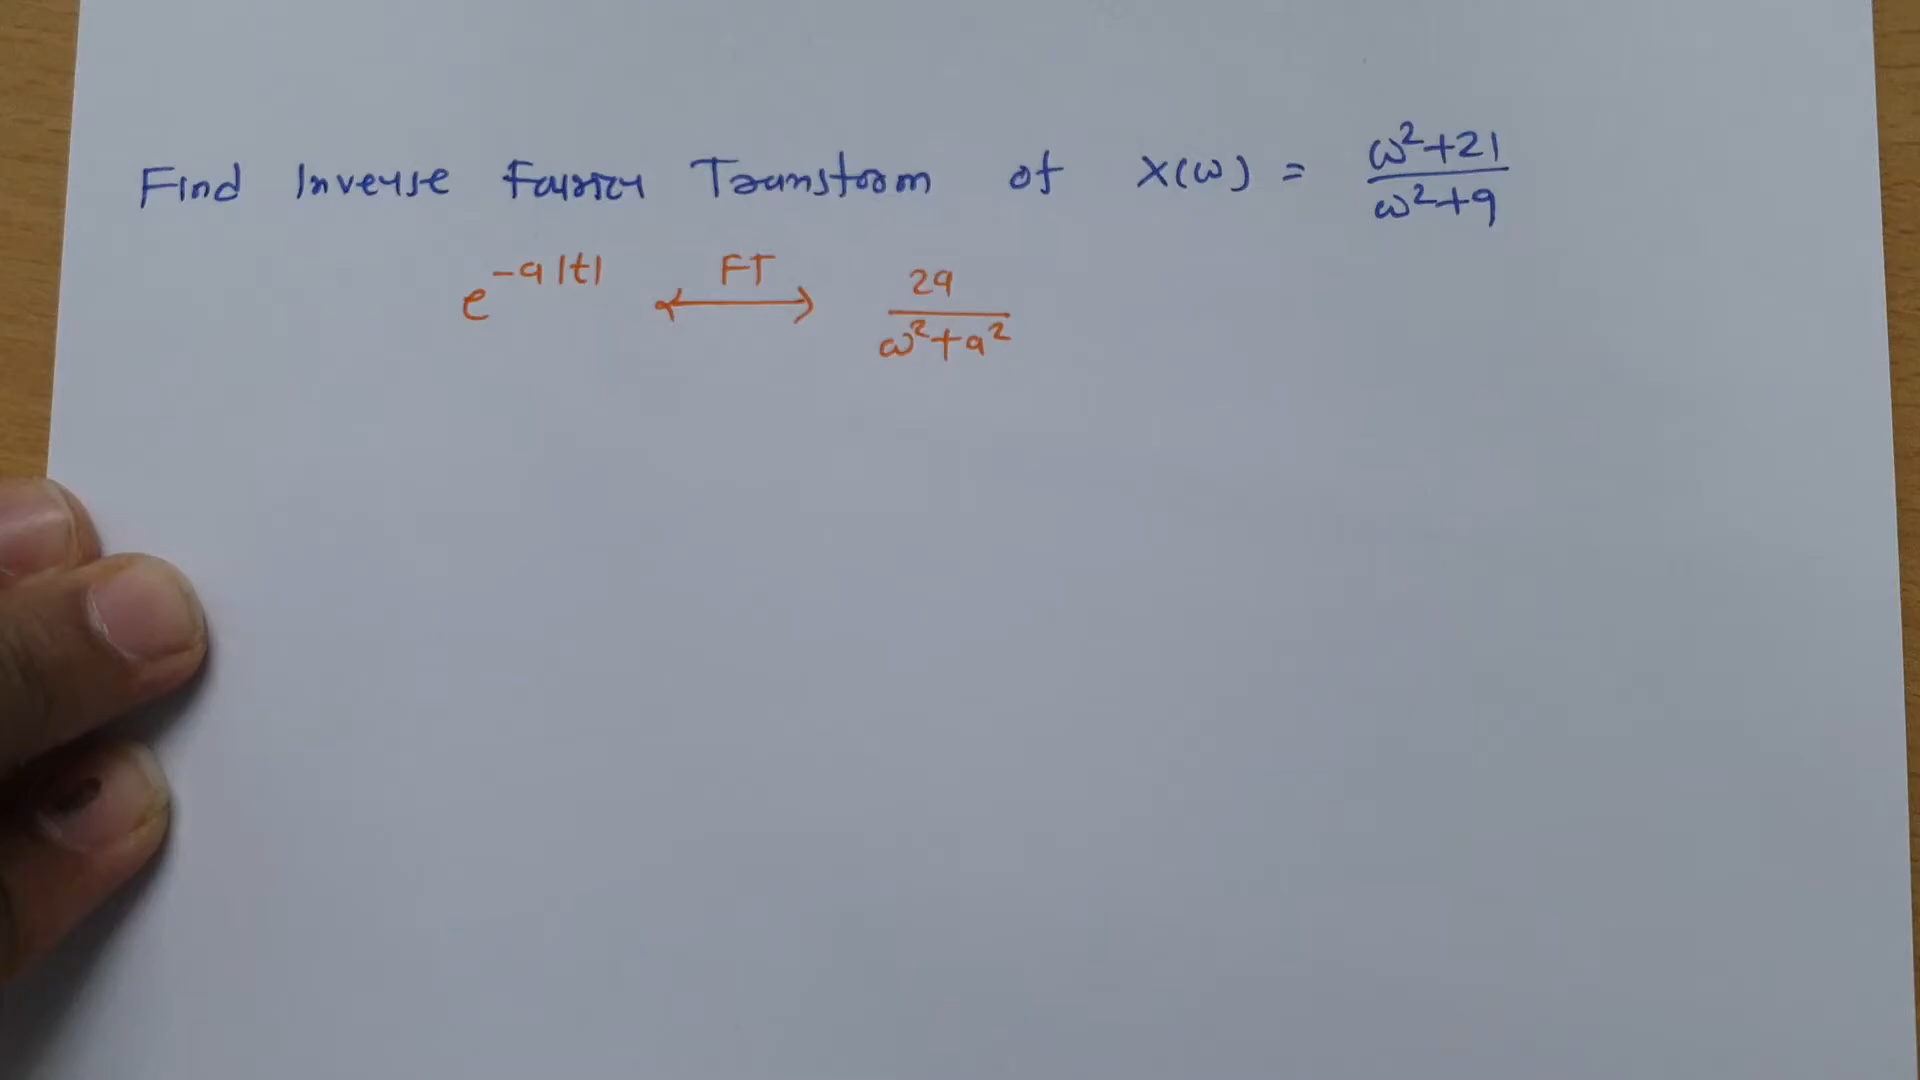 Find Inverse Fourier Transform of X(ω) = ω²+21 / ω²+9
e^-a|t| ⟷ FT 2a / ω²+a²